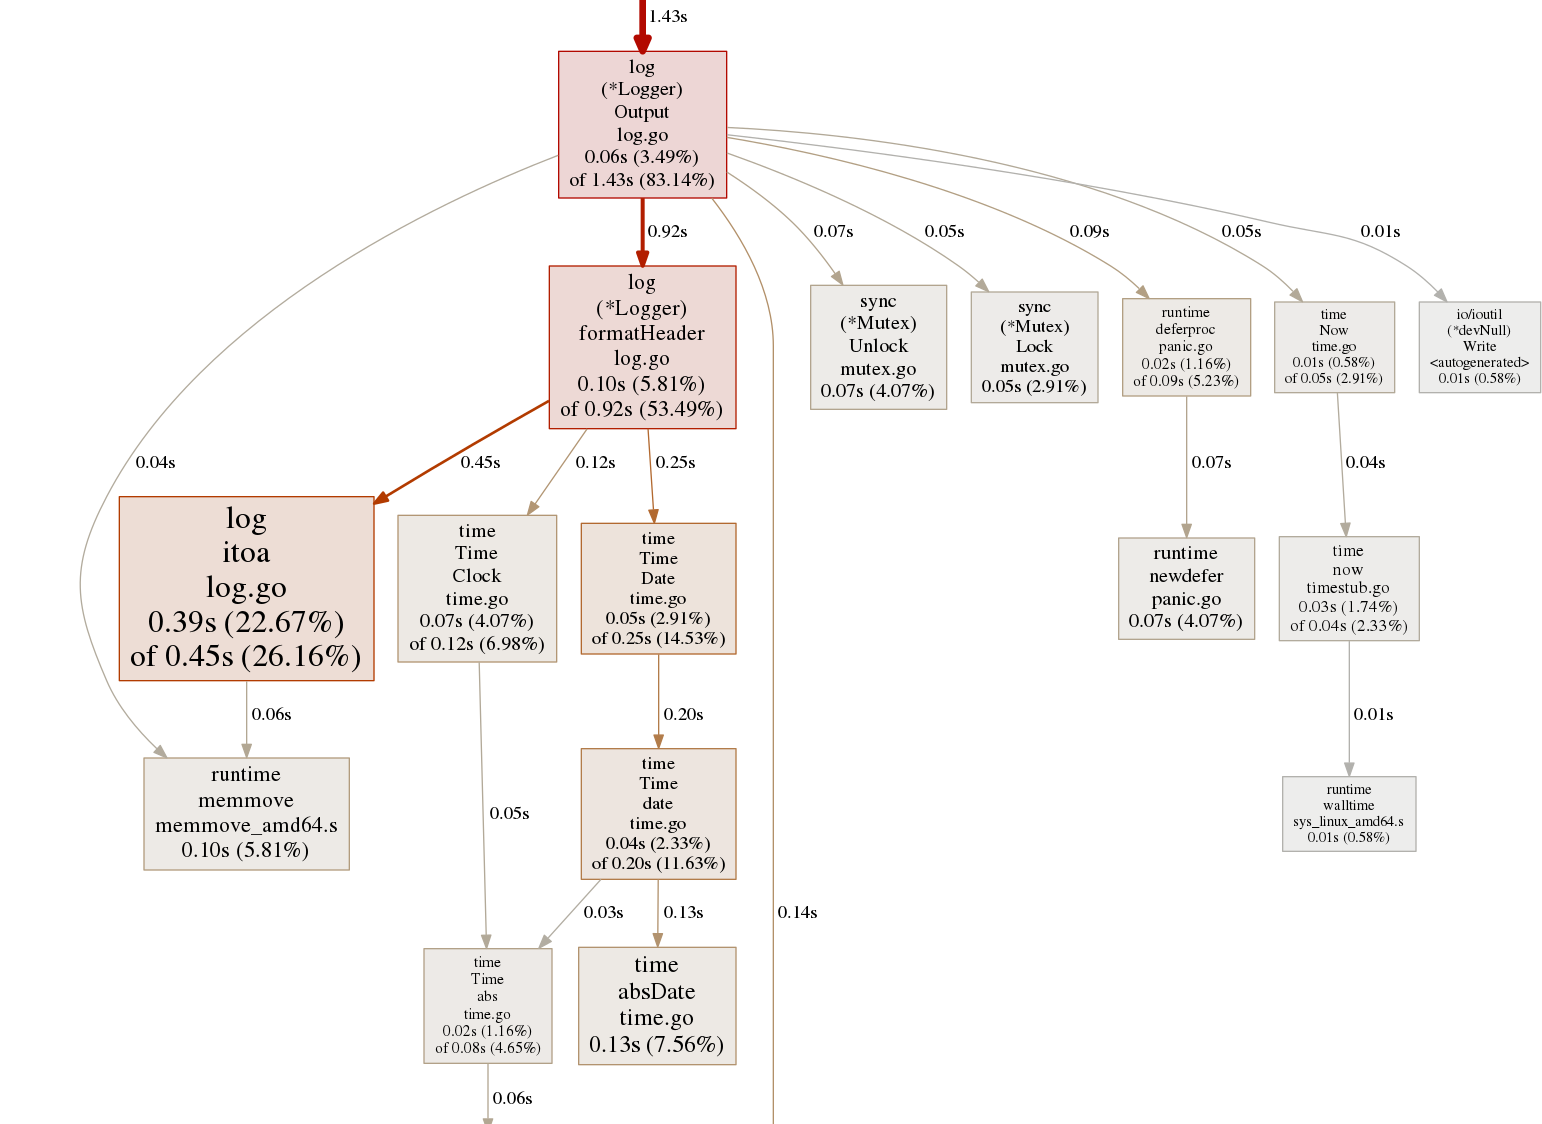 1.43s
log
(*Logger)
Output
log.go
0.06s (3.49%)
of 1.43s (83.14%)
0.92s
0.07s
0.05s
0.09s
0.05s
0.01s
log
(*Logger)
formatHeader
log.go
0.10s (5.81%)
of 0.92s (53.49%)
sync
(*Mutex)
Unlock
mutex.go
0.07s (4.07%)
sync
(*Mutex)
Lock
mutex.go
0.05s (2.91%)
runtime
deferproc
panic.go
0.02s (1.16%)
of 0.09s (5.23%)
time
Now
time.go
0.01s (0.58%)
of 0.05s (2.91%)
io/ioutil
(*devNull)
Write
<autogenerated>
0.01s (0.58%)
0.04s
0.45s
0.12s
0.25s
0.07s
0.04s
log
itoa
log.go
0.39s (22.67%)
of 0.45s (26.16%)
time
Time
Clock
time.go
0.07s (4.07%)
of 0.12s (6.98%)
time
Time
Date
time.go
0.05s (2.91%)
of 0.25s (14.53%)
runtime
newdefer
panic.go
0.07s (4.07%)
time
now
timestub.go
0.03s (1.74%)
of 0.04s (2.33%)
0.06s
0.20s
0.01s
runtime
memmove
memmove_amd64.s
0.10s (5.81%)
0.05s
time
Time
date
time.go
0.04s (2.33%)
of 0.20s (11.63%)
runtime
walltime
sys_linux_amd64.s
0.01s (0.58%)
0.03s
0.13s
0.14s
time
Time
abs
time.go
0.02s (1.16%)
of 0.08s (4.65%)
time
absDate
time.go
0.13s (7.56%)
0.06s